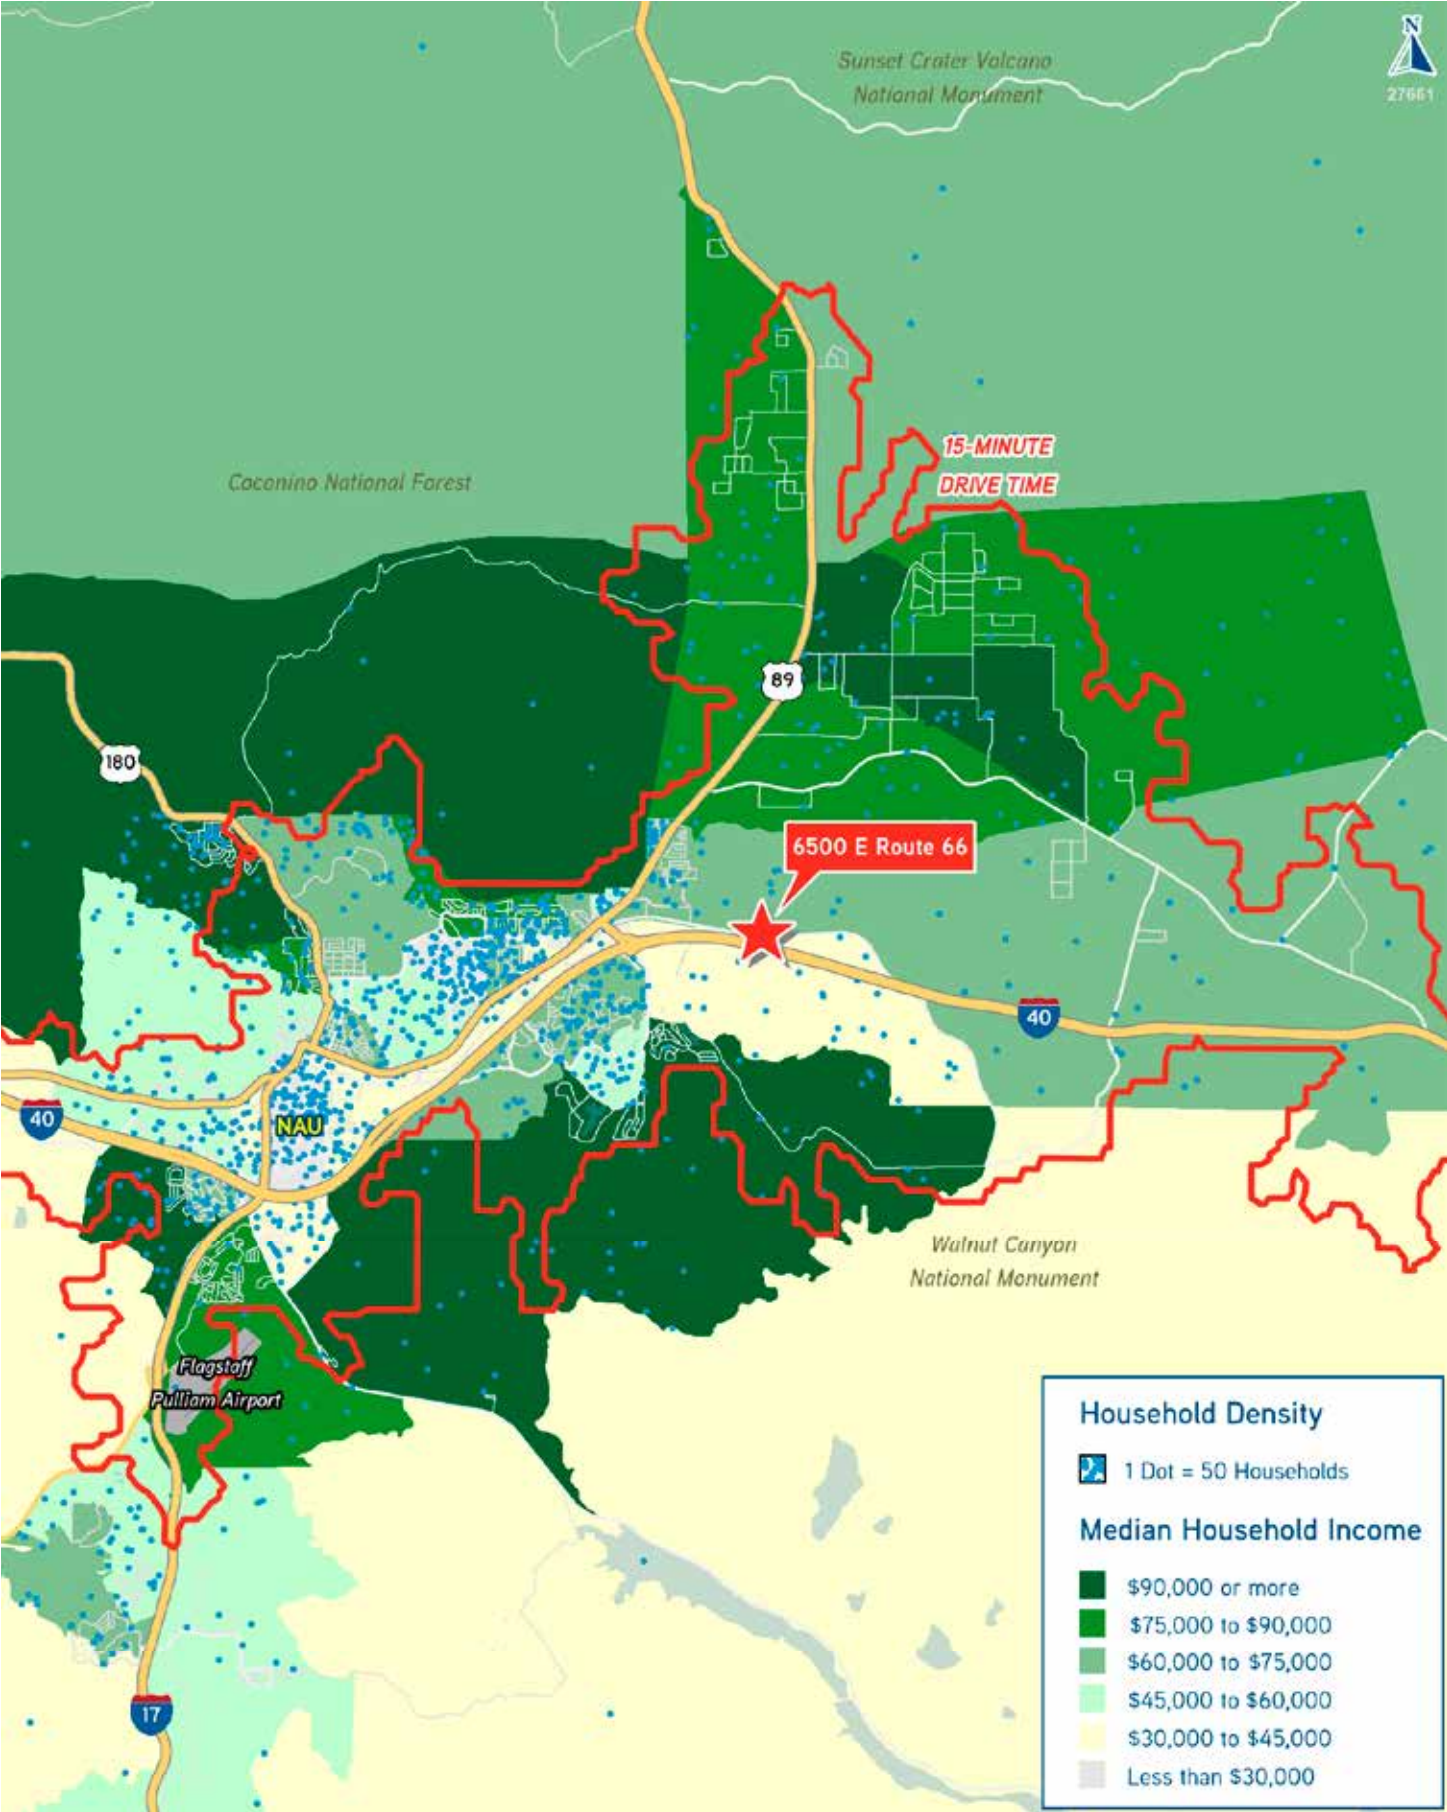 Sunset Crater Volcano
National Monument
N
27661
15-MINUTE
DRIVE TIME
Coconino National Forest
89
180
6500 E Route 66
40
40
NAU
Walnut Canyon
National Monument
Flagstaff
Pulliam Airport
17
Household Density
1 Dot = 50 Households
Median Household Income
$90,000 or more
$75,000 to $90,000
$60,000 to $75,000
$45,000 to $60,000
$30,000 to $45,000
Less than $30,000